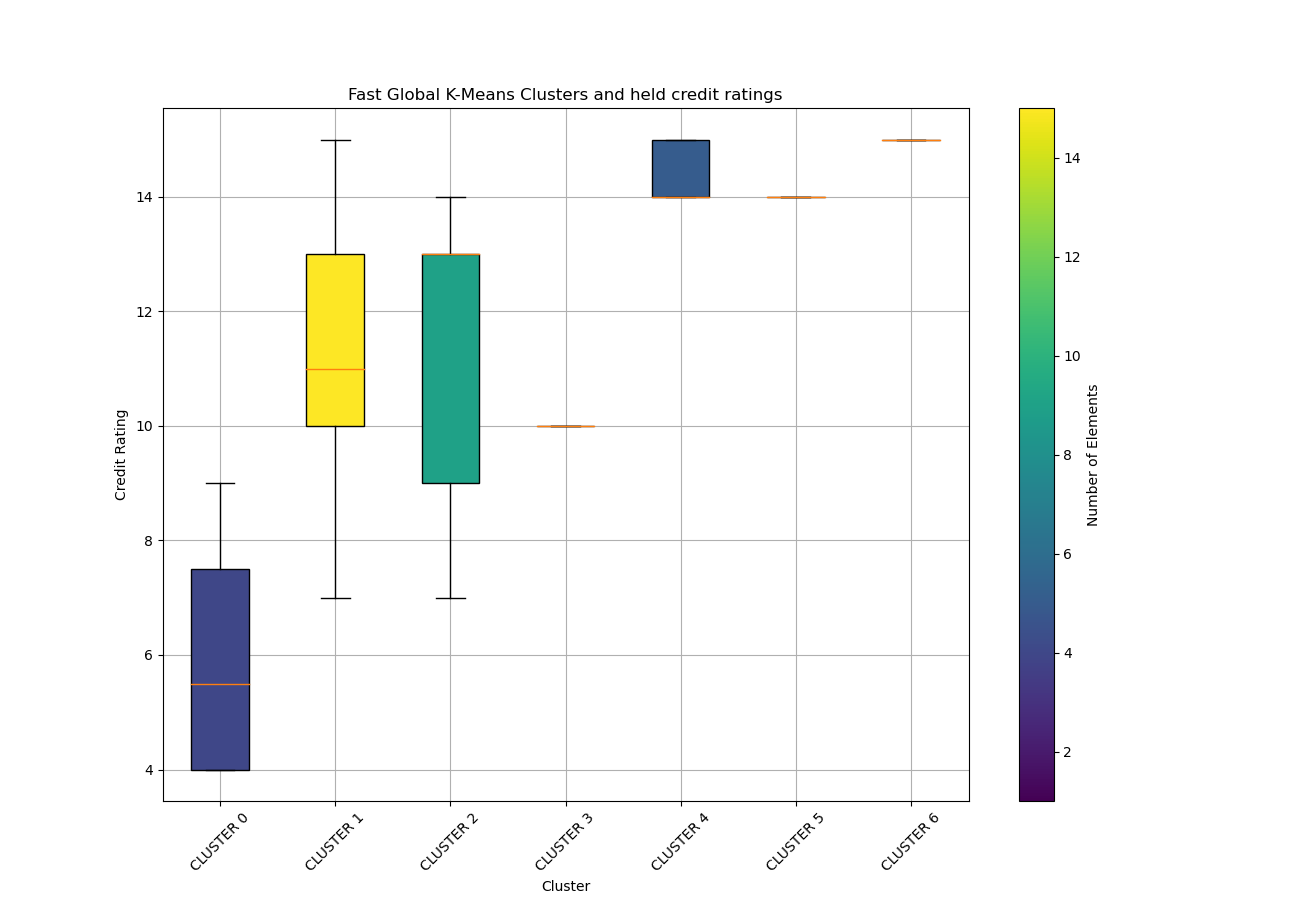 Fast Global K-Means Clusters and held credit ratings
Credit Rating
14
12
10
8
6
4
CLUSTER 0
CLUSTER 1
CLUSTER 2
CLUSTER 3
CLUSTER 4
CLUSTER 5
CLUSTER 6
Cluster
14
12
10
8
6
4
2
Number of Elements